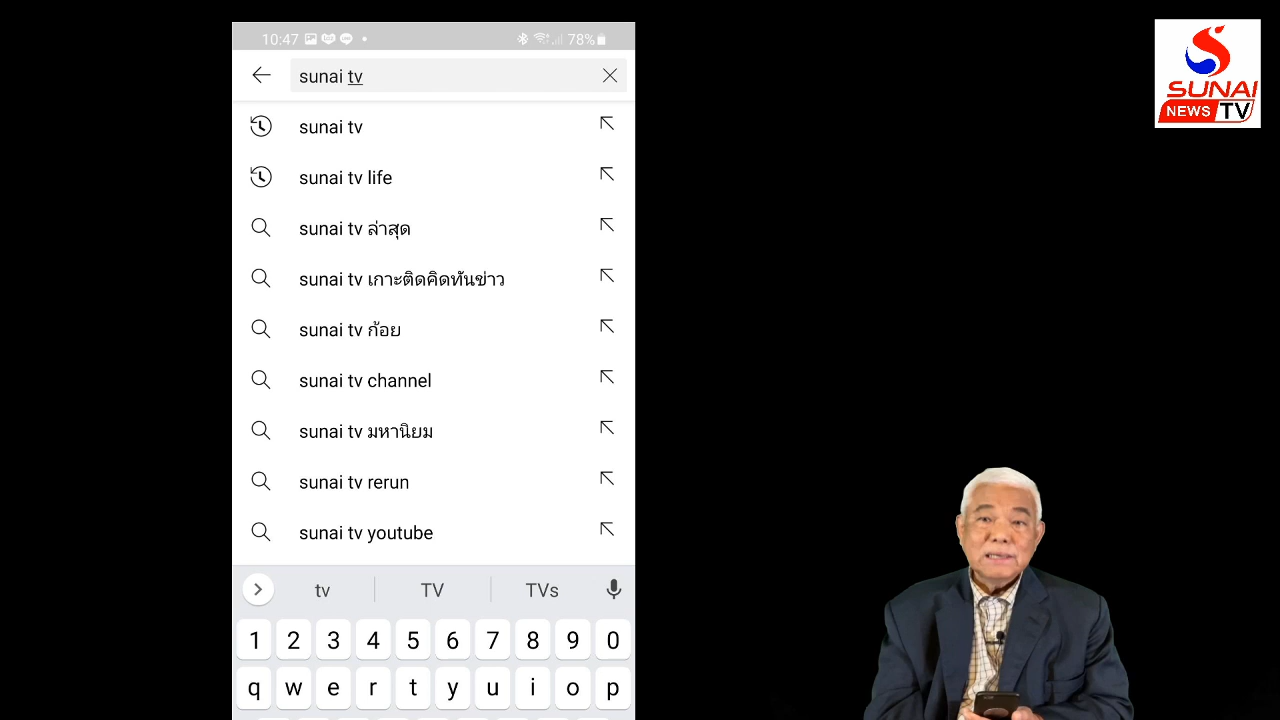 10:47
78%
sunai tv
sunai tv
sunai tv life
sunai tv ล่าสุด
sunai tv เกาะติดคิดทันข่าว
sunai tv ก้อย
sunai tv channel
sunai tv มหานิยม
sunai tv rerun
sunai tv youtube
tv TV TVs
1 2 3 4 5 6 7 8 9 0
q w e r t y u i o p
SUNAI
NEWS TV